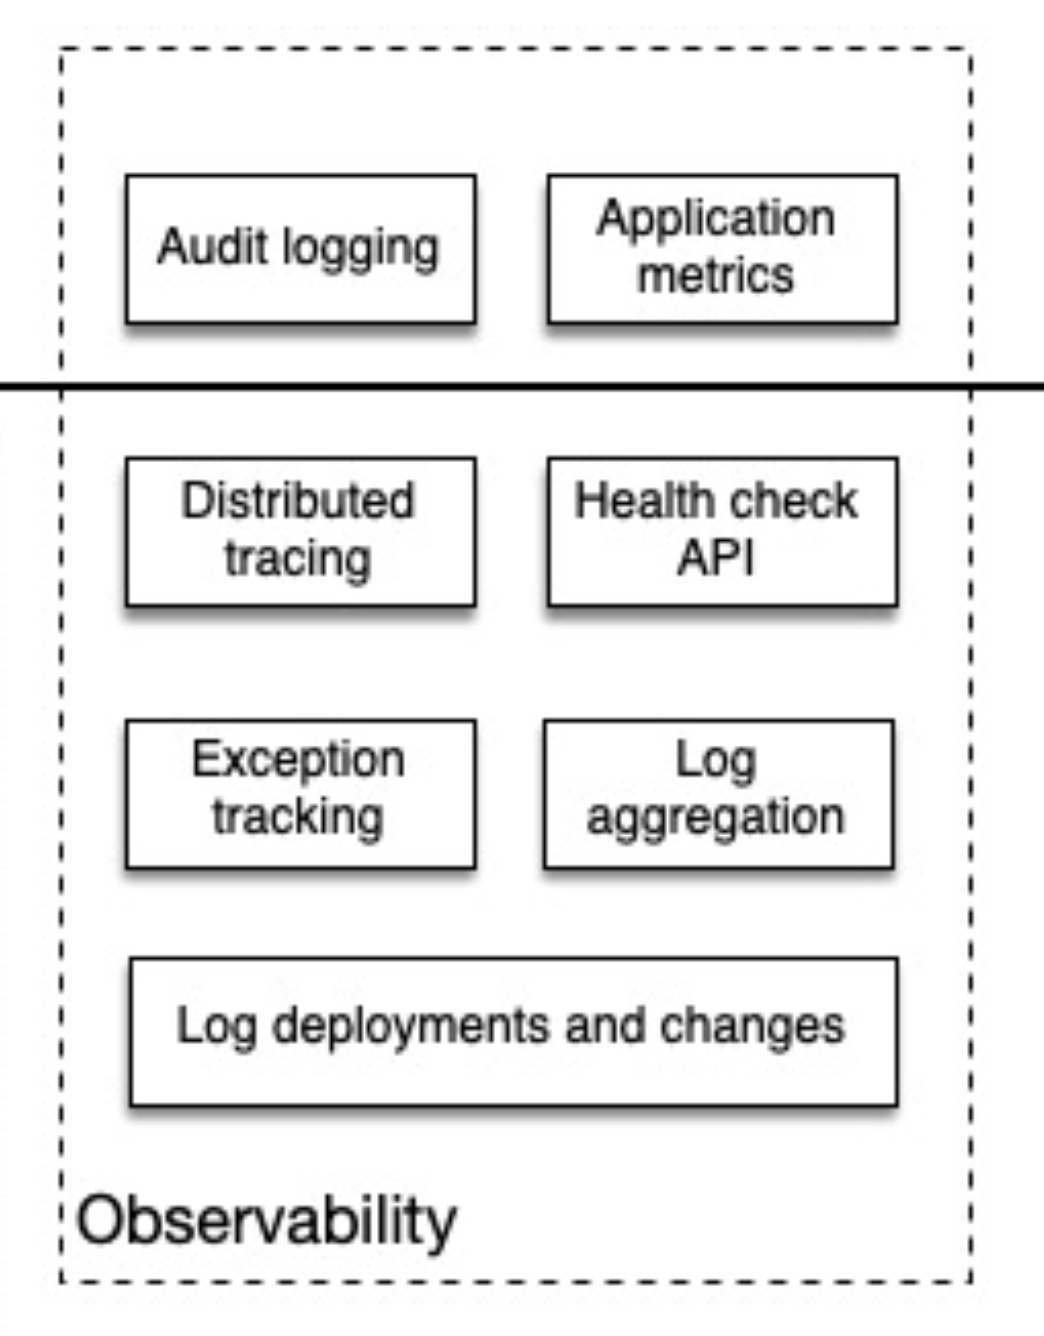 Audit logging
Application
metrics
Distributed
tracing
Health check
API
Exception
tracking
Log
aggregation
Log deployments and changes
Observability